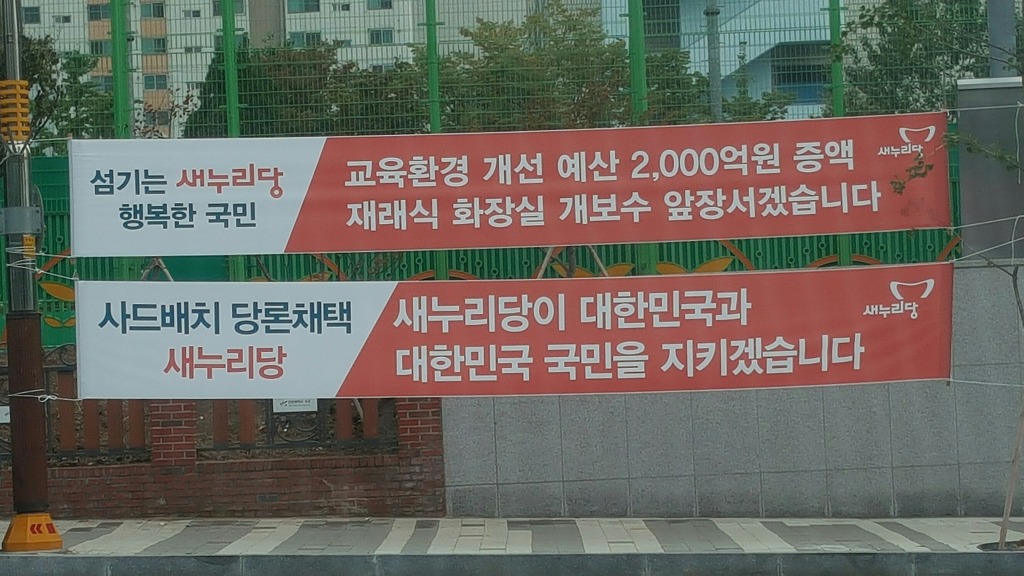 섬기는 새누리당
행복한 국민
교육환경 개선 예산 2,000억원 증액
재래식 화장실 개보수 앞장서겠습니다
새누리당
사드배치 당론채택
새누리당
새누리당이 대한민국과
대한민국 국민을 지키겠습니다
새누리당